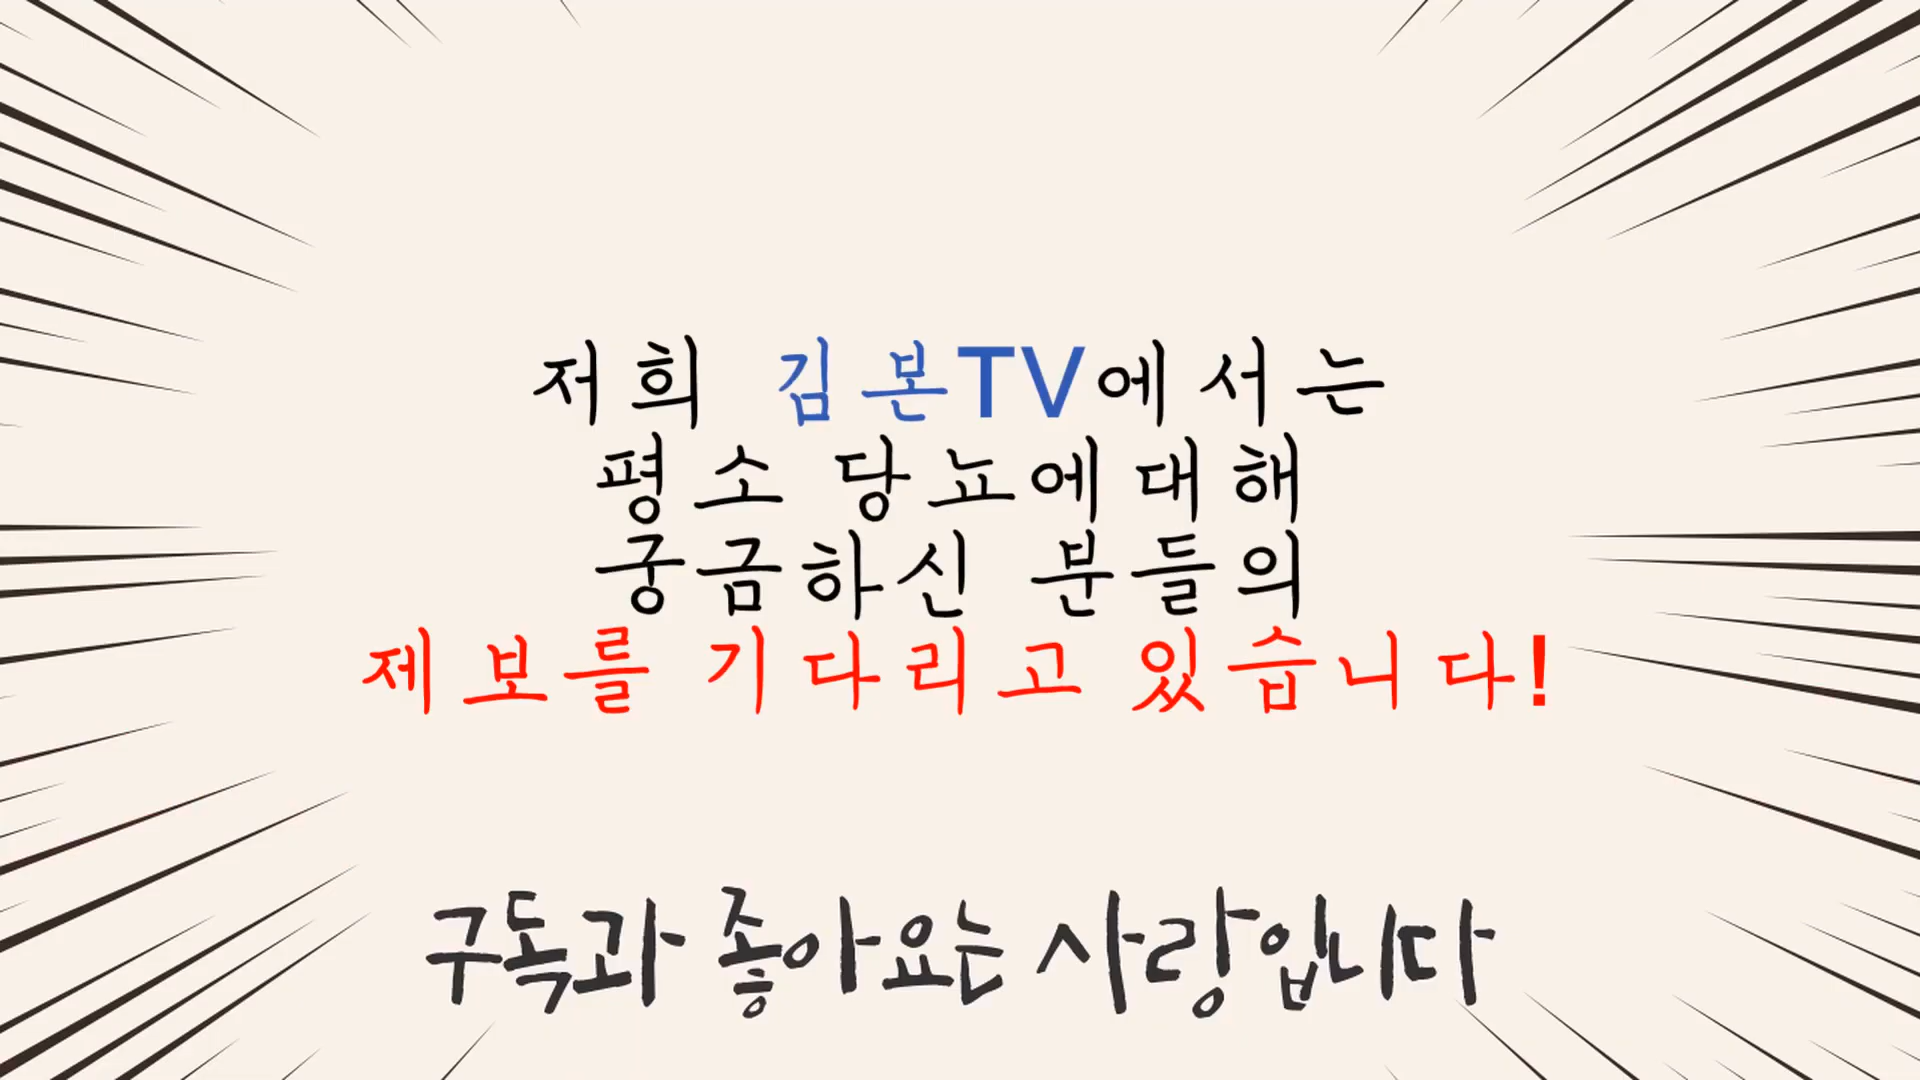 저희 김본TV에서는
평소 당뇨에대해
궁금하신 분들의
제보를 기다리고 있습니다!
구독과 좋아요는 사랑입니다